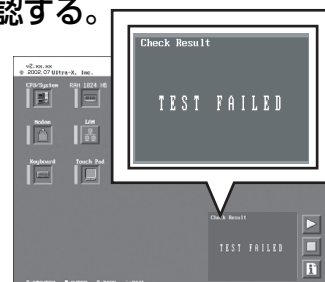 認する。
Check Result
TEST FAILED
v2.xx.xx
© 2002.07 Ultra-X, Inc.
CPU/System
RAM 1024 MB
Modem
LAN
Keyboard
Touch Pad
Check Result
TEST FAILED